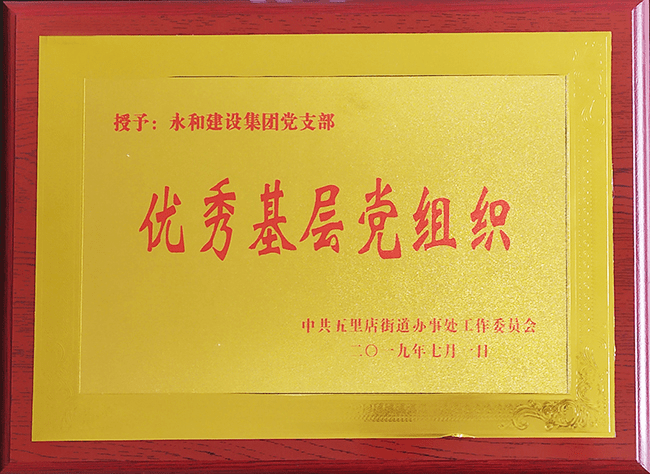 授予：永和建设集团党支部
优秀基层党组织
中共五里店街道办事处工作委员会
二〇一九年七月一日